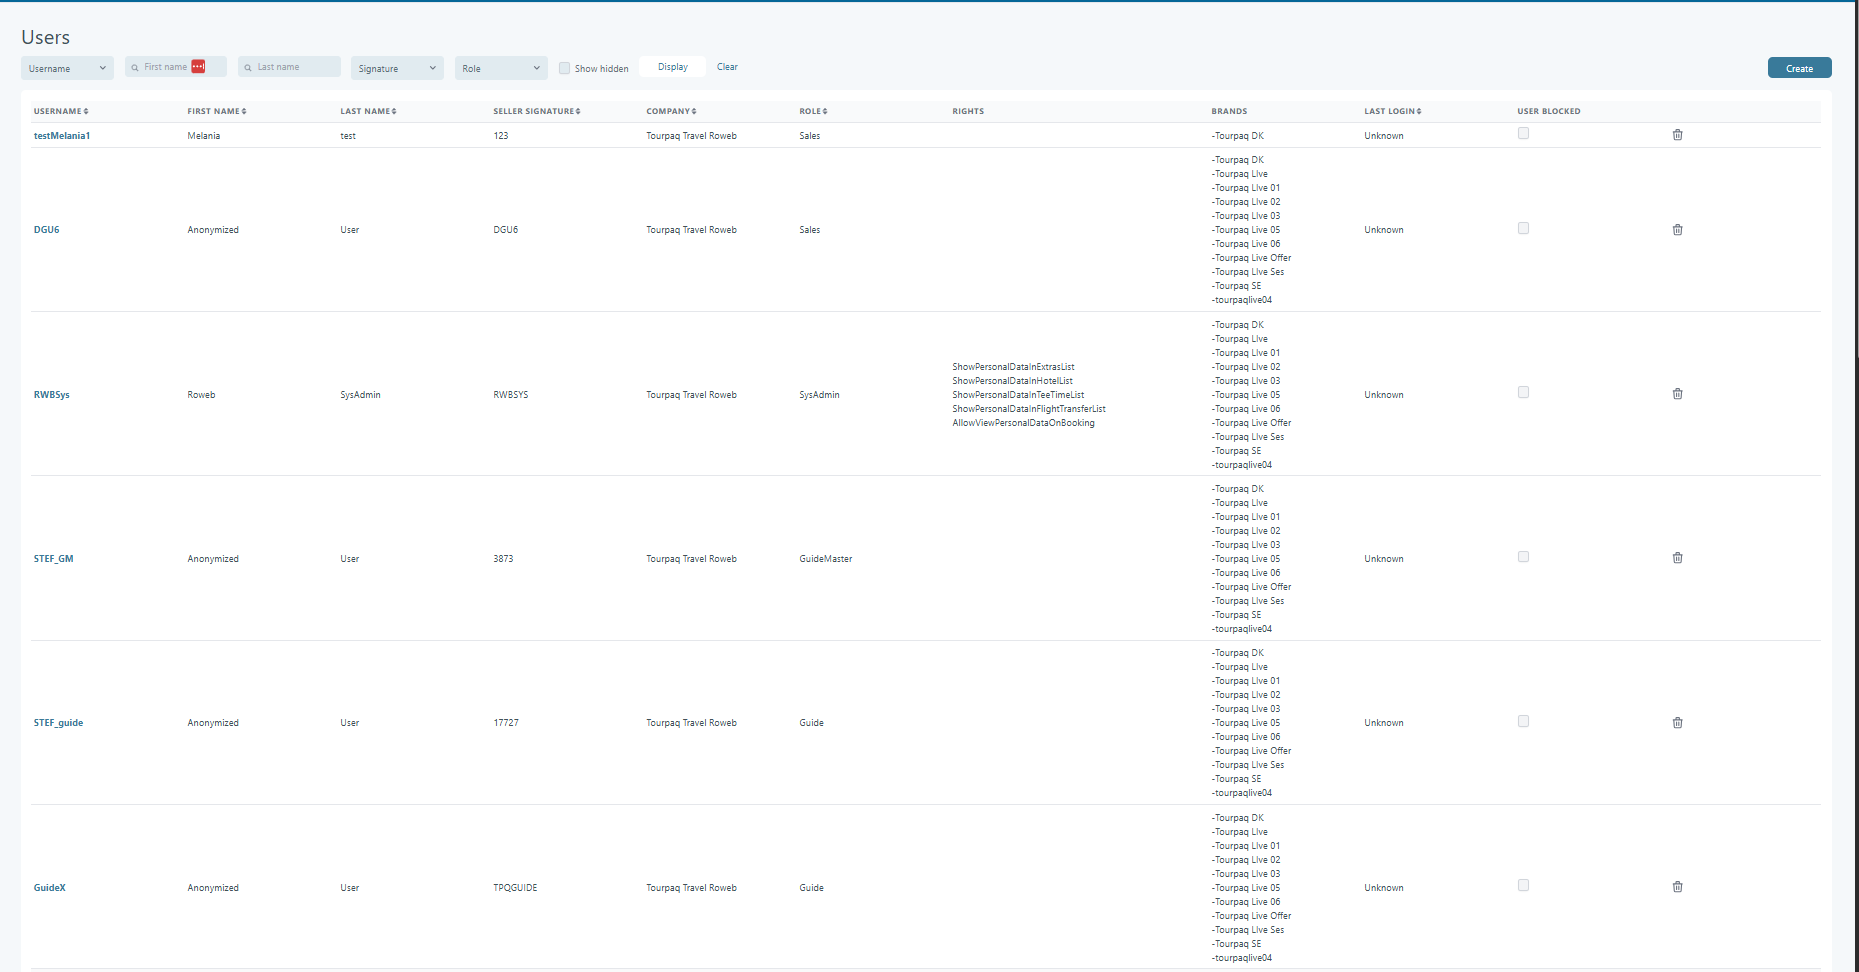 Users
Username First name Last name Signature Role Show hidden Display Clear Create
USERNAME FIRST NAME LAST NAME SELLER SIGNATURE COMPANY ROLE RIGHTS BRANDS LAST LOGIN USER BLOCKED
testMelania1 Melania test 123 Tourpaq Travel Roweb Sales -Tourpaq DK Unknown
-Tourpaq DK
-Tourpaq LIve
-Tourpaq LIve 01
-Tourpaq LIve 02
-Tourpaq LIve 03
DGU6 Anonymized User DGU6 Tourpaq Travel Roweb Sales -Tourpaq Live 05 Unknown
-Tourpaq Live 06
-Tourpaq Live Offer
-Tourpaq LIve Ses
-Tourpaq SE
-tourpaqlive04
-Tourpaq DK
-Tourpaq LIve
-Tourpaq LIve 01
ShowPersonalDataInExtrasList -Tourpaq LIve 02
ShowPersonalDataInHotelList -Tourpaq LIve 03
RWBSys Roweb SysAdmin RWBSYS Tourpaq Travel Roweb SysAdmin ShowPersonalDataInTeeTimeList -Tourpaq Live 05 Unknown
ShowPersonalDataInFlightTransferList -Tourpaq Live 06
AllowViewPersonalDataOnBooking -Tourpaq Live Offer
-Tourpaq LIve Ses
-Tourpaq SE
-tourpaqlive04
-Tourpaq DK
-Tourpaq LIve
-Tourpaq LIve 01
-Tourpaq LIve 02
-Tourpaq LIve 03
STEF_GM Anonymized User 3873 Tourpaq Travel Roweb GuideMaster -Tourpaq Live 05 Unknown
-Tourpaq Live 06
-Tourpaq Live Offer
-Tourpaq LIve Ses
-Tourpaq SE
-tourpaqlive04
-Tourpaq DK
-Tourpaq LIve
-Tourpaq LIve 01
-Tourpaq LIve 02
-Tourpaq LIve 03
STEF_guide Anonymized User 17727 Tourpaq Travel Roweb Guide -Tourpaq Live 05 Unknown
-Tourpaq Live 06
-Tourpaq Live Offer
-Tourpaq LIve Ses
-Tourpaq SE
-tourpaqlive04
-Tourpaq DK
-Tourpaq LIve
-Tourpaq LIve 01
-Tourpaq LIve 02
-Tourpaq LIve 03
GuideX Anonymized User TPQGUIDE Tourpaq Travel Roweb Guide -Tourpaq Live 05 Unknown
-Tourpaq Live 06
-Tourpaq Live Offer
-Tourpaq LIve Ses
-Tourpaq SE
-tourpaqlive04